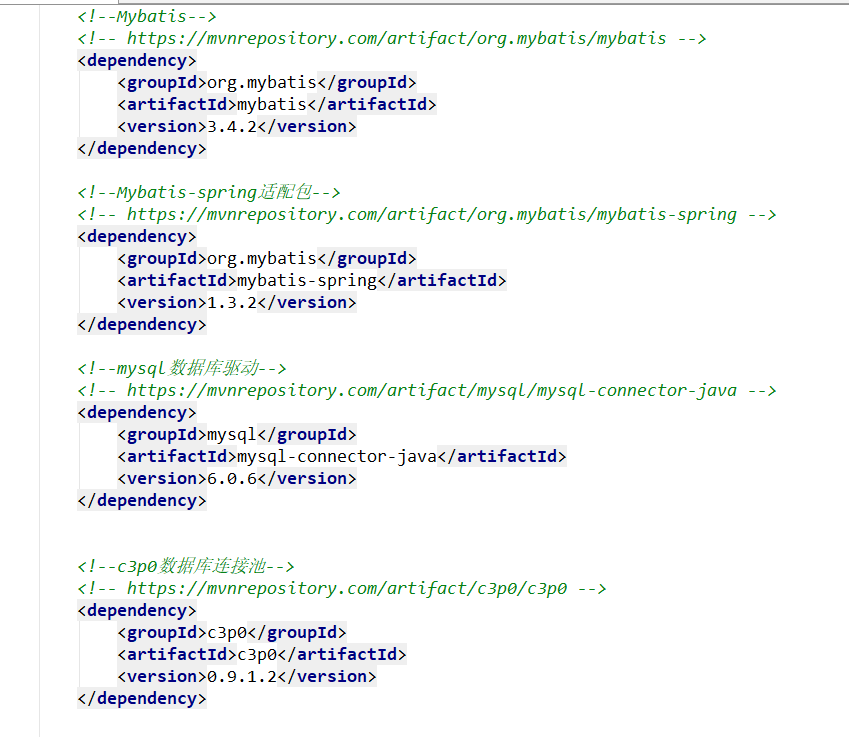 <!--Mybatis-->
<!-- https://mvnrepository.com/artifact/org.mybatis/mybatis -->
<dependency>
<groupId>org.mybatis</groupId>
<artifactId>mybatis</artifactId>
<version>3.4.2</version>
</dependency>
<!--Mybatis-spring适配包-->
<!-- https://mvnrepository.com/artifact/org.mybatis/mybatis-spring -->
<dependency>
<groupId>org.mybatis</groupId>
<artifactId>mybatis-spring</artifactId>
<version>1.3.2</version>
</dependency>
<!--mysql数据库驱动-->
<!-- https://mvnrepository.com/artifact/mysql/mysql-connector-java -->
<dependency>
<groupId>mysql</groupId>
<artifactId>mysql-connector-java</artifactId>
<version>6.0.6</version>
</dependency>
<!--c3p0数据库连接池-->
<!-- https://mvnrepository.com/artifact/c3p0/c3p0 -->
<dependency>
<groupId>c3p0</groupId>
<artifactId>c3p0</artifactId>
<version>0.9.1.2</version>
</dependency>